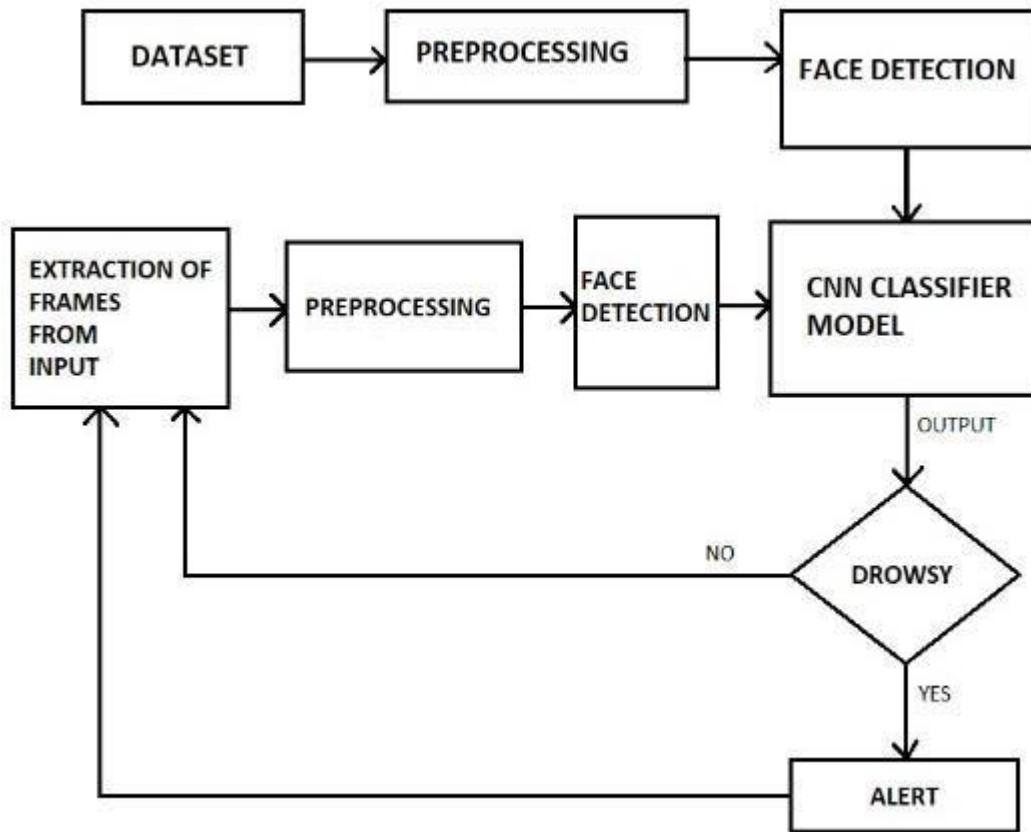 DATASET
PREPROCESSING
FACE DETECTION
EXTRACTION OF
FRAMES
FROM
INPUT
PREPROCESSING
FACE
DETECTION
CNN CLASSIFIER
MODEL
OUTPUT
NO
DROWSY
YES
ALERT